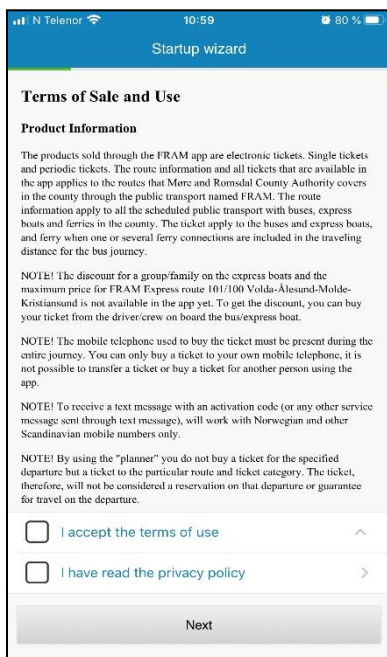 N Telenor 10:59 80 %
Startup wizard
Terms of Sale and Use
Product Information
The products sold through the FRAM app are electronic tickets. Single tickets
and periodic tickets. The route information and all tickets that are available in
the app applies to the routes that Møre and Romsdal County Authority covers
in the county through the public transport named FRAM. The route
information apply to all the scheduled public transport with buses, express
boats and ferries in the county. The ticket apply to the buses and express boats,
and ferry when one or several ferry connections are included in the traveling
distance for the bus journey.
NOTE! The discount for a group/family on the express boats and the
maximum price for FRAM Express route 101/100 Volda-Ålesund-Molde-
Kristiansund is not available in the app yet. To get the discount, you can buy
your ticket from the driver/crew on board the bus/express boat.
NOTE! The mobile telephone used to buy the ticket must be present during the
entire journey. You can only buy a ticket to your own mobile telephone, it is
not possible to transfer a ticket or buy a ticket for another person using the
app.
NOTE! To receive a text message with an activation code (or any other service
message sent through text message), will work with Norwegian and other
Scandinavian mobile numbers only.
NOTE! By using the "planner" you do not buy a ticket for the specified
departure but a ticket to the particular route and ticket category. The ticket,
therefore, will not be considered a reservation on that departure or guarantee
for travel on the departure.
I accept the terms of use
I have read the privacy policy
Next